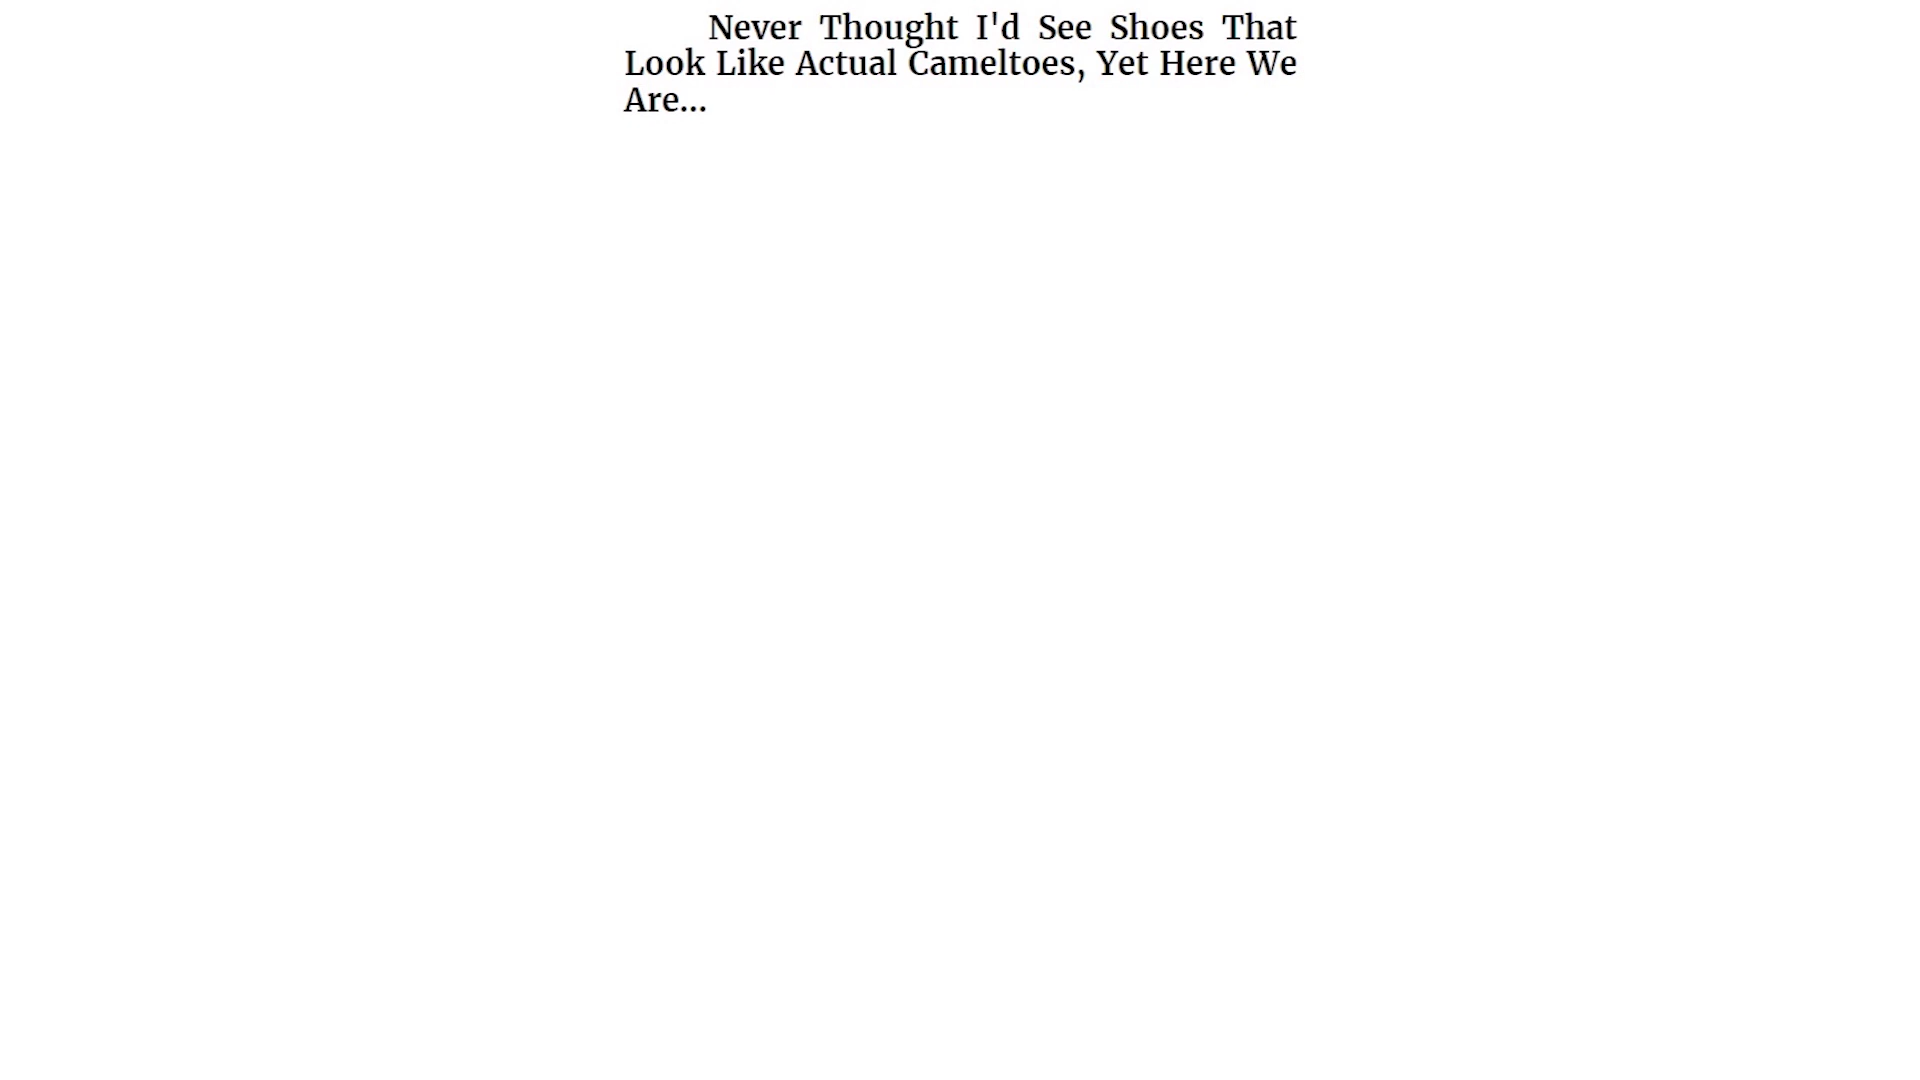 Never Thought I'd See Shoes That
Look Like Actual Cameltoes, Yet Here We
Are...